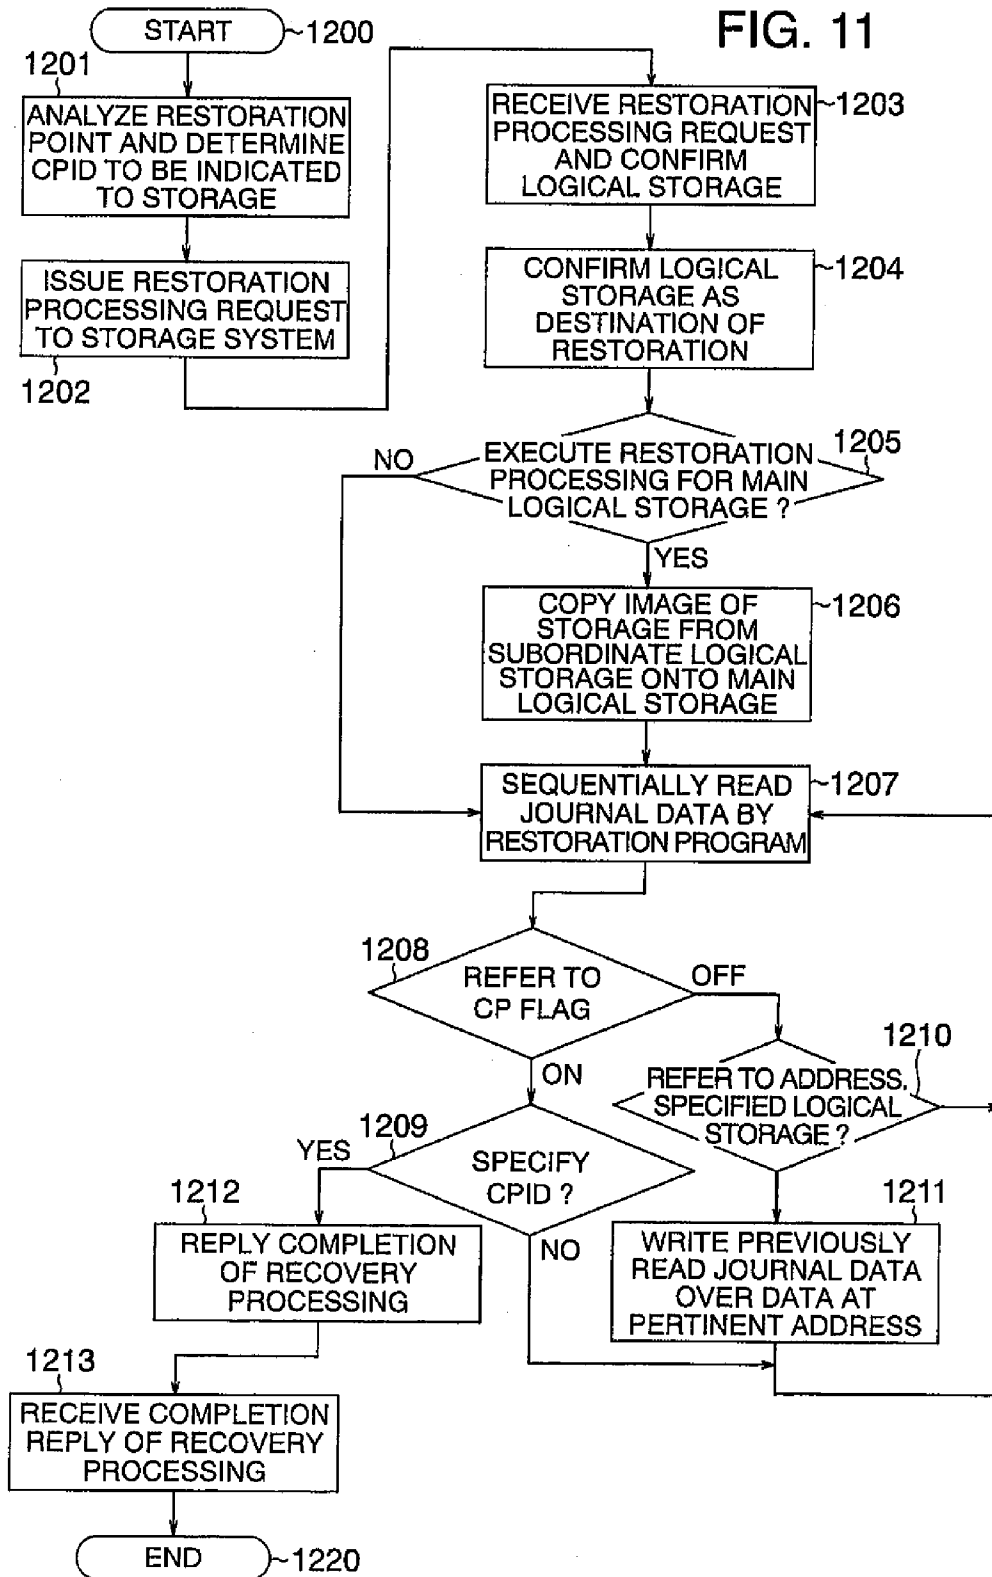 FIG. 11
START
1200
1201
ANALYZE RESTORATION
POINT AND DETERMINE
CPID TO BE INDICATED
TO STORAGE
ISSUE RESTORATION
PROCESSING REQUEST
TO STORAGE SYSTEM
1202
RECEIVE RESTORATION
PROCESSING REQUEST
AND CONFIRM
LOGICAL STORAGE
1203
CONFIRM LOGICAL
STORAGE AS
DESTINATION OF
RESTORATION
1204
EXECUTE RESTORATION
PROCESSING FOR MAIN
LOGICAL STORAGE ?
1205
NO
YES
COPY IMAGE OF
STORAGE FROM
SUBORDINATE LOGICAL
STORAGE ONTO MAIN
LOGICAL STORAGE
1206
SEQUENTIALLY READ
JOURNAL DATA BY
RESTORATION PROGRAM
1207
1208
REFER TO
CP FLAG
OFF
ON
1210
REFER TO ADDRESS.
SPECIFIED LOGICAL
STORAGE ?
1209
YES
SPECIFY
CPID ?
NO
1211
WRITE PREVIOUSLY
READ JOURNAL DATA
OVER DATA AT
PERTINENT ADDRESS
1212
REPLY COMPLETION
OF RECOVERY
PROCESSING
1213
RECEIVE COMPLETION
REPLY OF RECOVERY
PROCESSING
END
1220